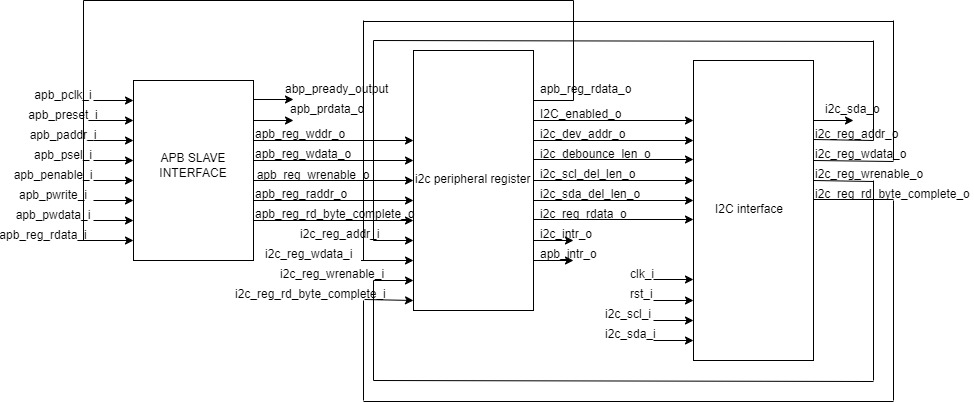 apb_pclk_i
apb_preset_i
apb_paddr_i
apb_psel_i
apb_penable_i
apb_pwrite_i
apb_pwdata_i
apb_reg_rdata_i
APB SLAVE
INTERFACE
abp_pready_output
apb_prdata_o
apb_reg_wddr_o
apb_reg_wdata_o
apb_reg_wrenable_o
apb_reg_raddr_o
apb_reg_rd_byte_complete_o
i2c_reg_addr_i
i2c_reg_wdata_i
i2c_reg_wrenable_i
i2c_reg_rd_byte_complete_i
i2c peripheral register
apb_reg_rdata_o
I2C_enabled_o
i2c_dev_addr_o
i2c_debounce_len_o
i2c_scl_del_len_o
i2c_sda_del_len_o
i2c_reg_rdata_o
i2c_intr_o
apb_intr_o
clk_i
rst_i
i2c_scl_i
i2c_sda_i
I2C interface
i2c_sda_o
i2c_reg_addr_o
i2c_reg_wdata_o
i2c_reg_wrenable_o
i2c_reg_rd_byte_complete_o